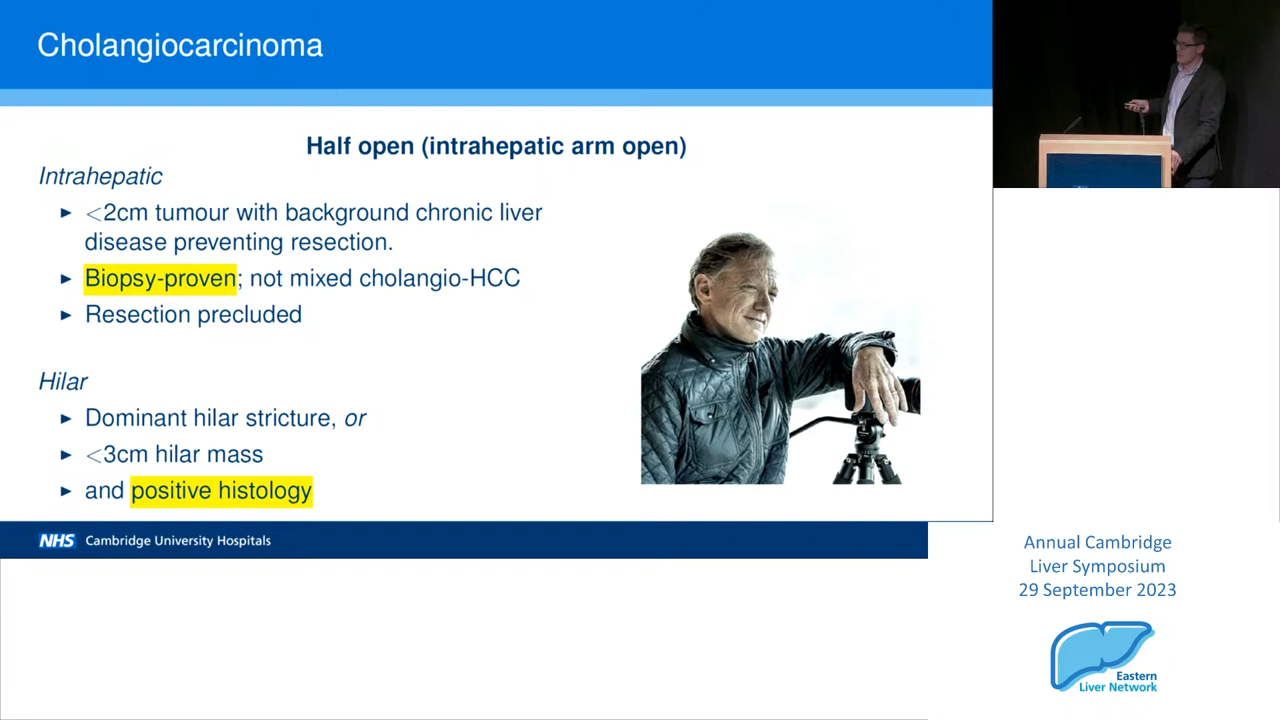 Cholangiocarcinoma
Half open (intrahepatic arm open)
Intrahepatic
<2cm tumour with background chronic liver
disease preventing resection.
Biopsy-proven; not mixed cholangio-HCC
Resection precluded
Hilar
Dominant hilar stricture, or
<3cm hilar mass
and positive histology
NHS Cambridge University Hospitals
Annual Cambridge
Liver Symposium
29 September 2023
Eastern
Liver Network